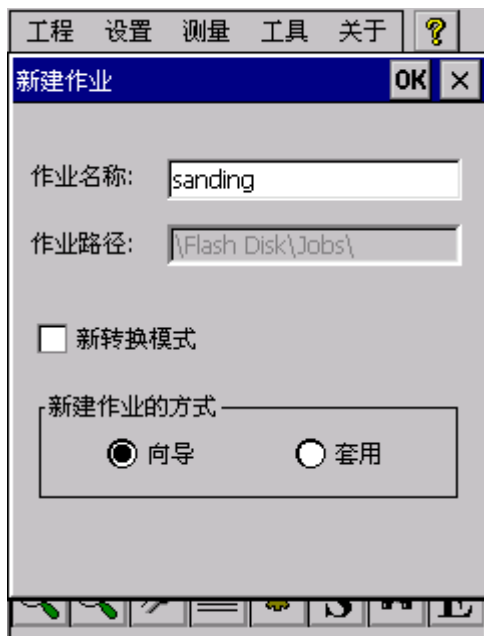 工程 设置 测量 工具 关于 ?
新建作业 OK ×
作业名称: sanding
作业路径: \Flash Disk\Jobs\
新转换模式
新建作业的方式
向导 套用